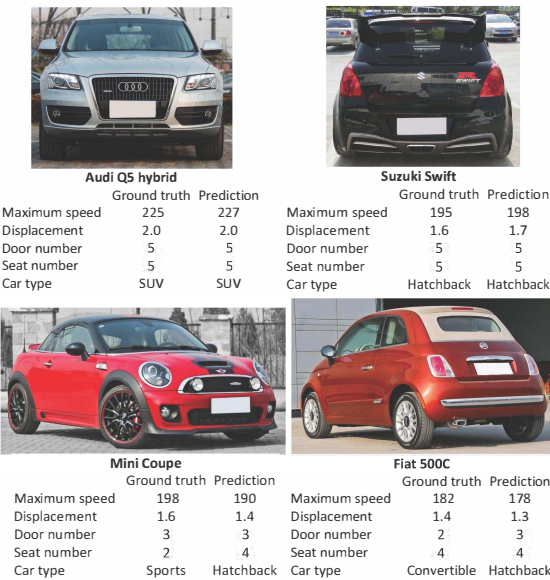 SWIFT
Audi Q5 hybrid
Ground truth Prediction
Maximum speed 225 227
Displacement 2.0 2.0
Door number 5 5
Seat number 5 5
Car type SUV SUV
Suzuki Swift
Ground truth Prediction
Maximum speed 195 198
Displacement 1.6 1.7
Door number 5 5
Seat number 5 5
Car type Hatchback Hatchback
Mini Coupe
Ground truth Prediction
Maximum speed 198 190
Displacement 1.6 1.4
Door number 3 3
Seat number 2 4
Car type Sports Hatchback
Fiat 500C
Ground truth Prediction
Maximum speed 182 178
Displacement 1.4 1.3
Door number 2 3
Seat number 4 4
Car type Convertible Hatchback